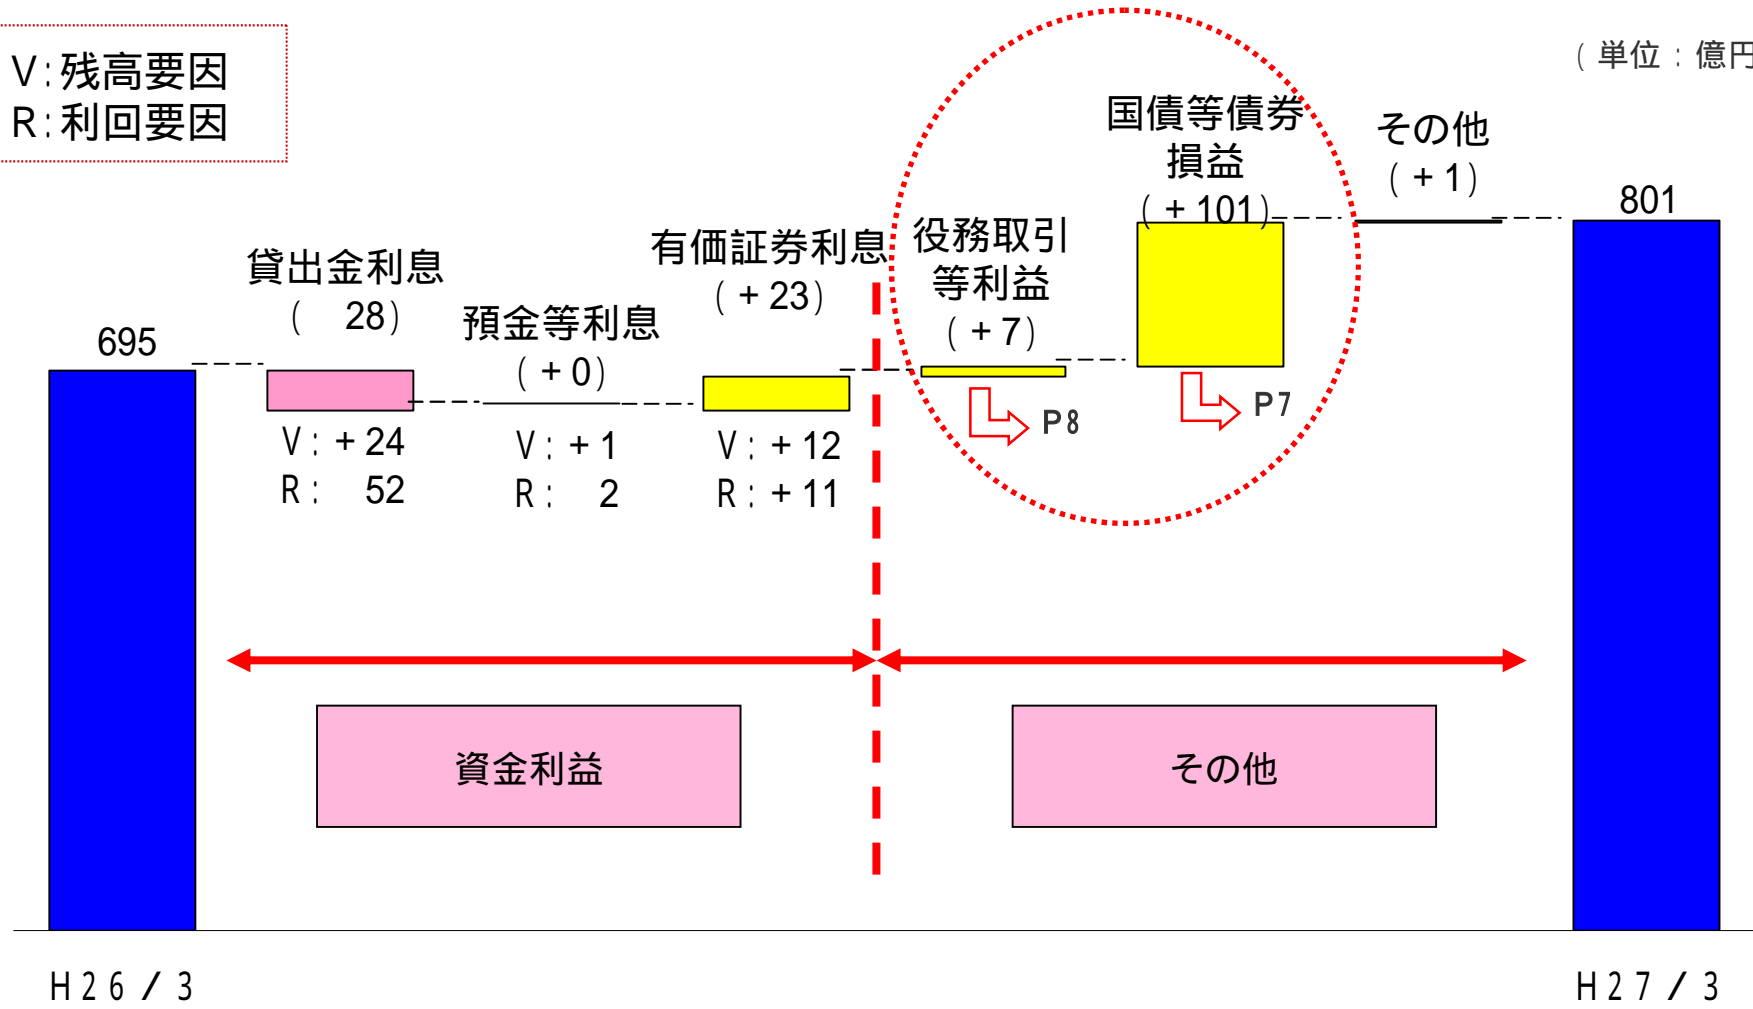 V:残高要因
R:利回要因
(単位:億円
695
貸出金利息
( 28)
V:+24
R: 52
預金等利息
(+0)
V:+1
R: 2
有価証券利息
(+23)
V:+12
R:+11
役務取引
等利益
(+7)
P8
国債等債券
損益
(+101)
P7
その他
(+1)
801
資金利益
その他
H26/3
H27/3